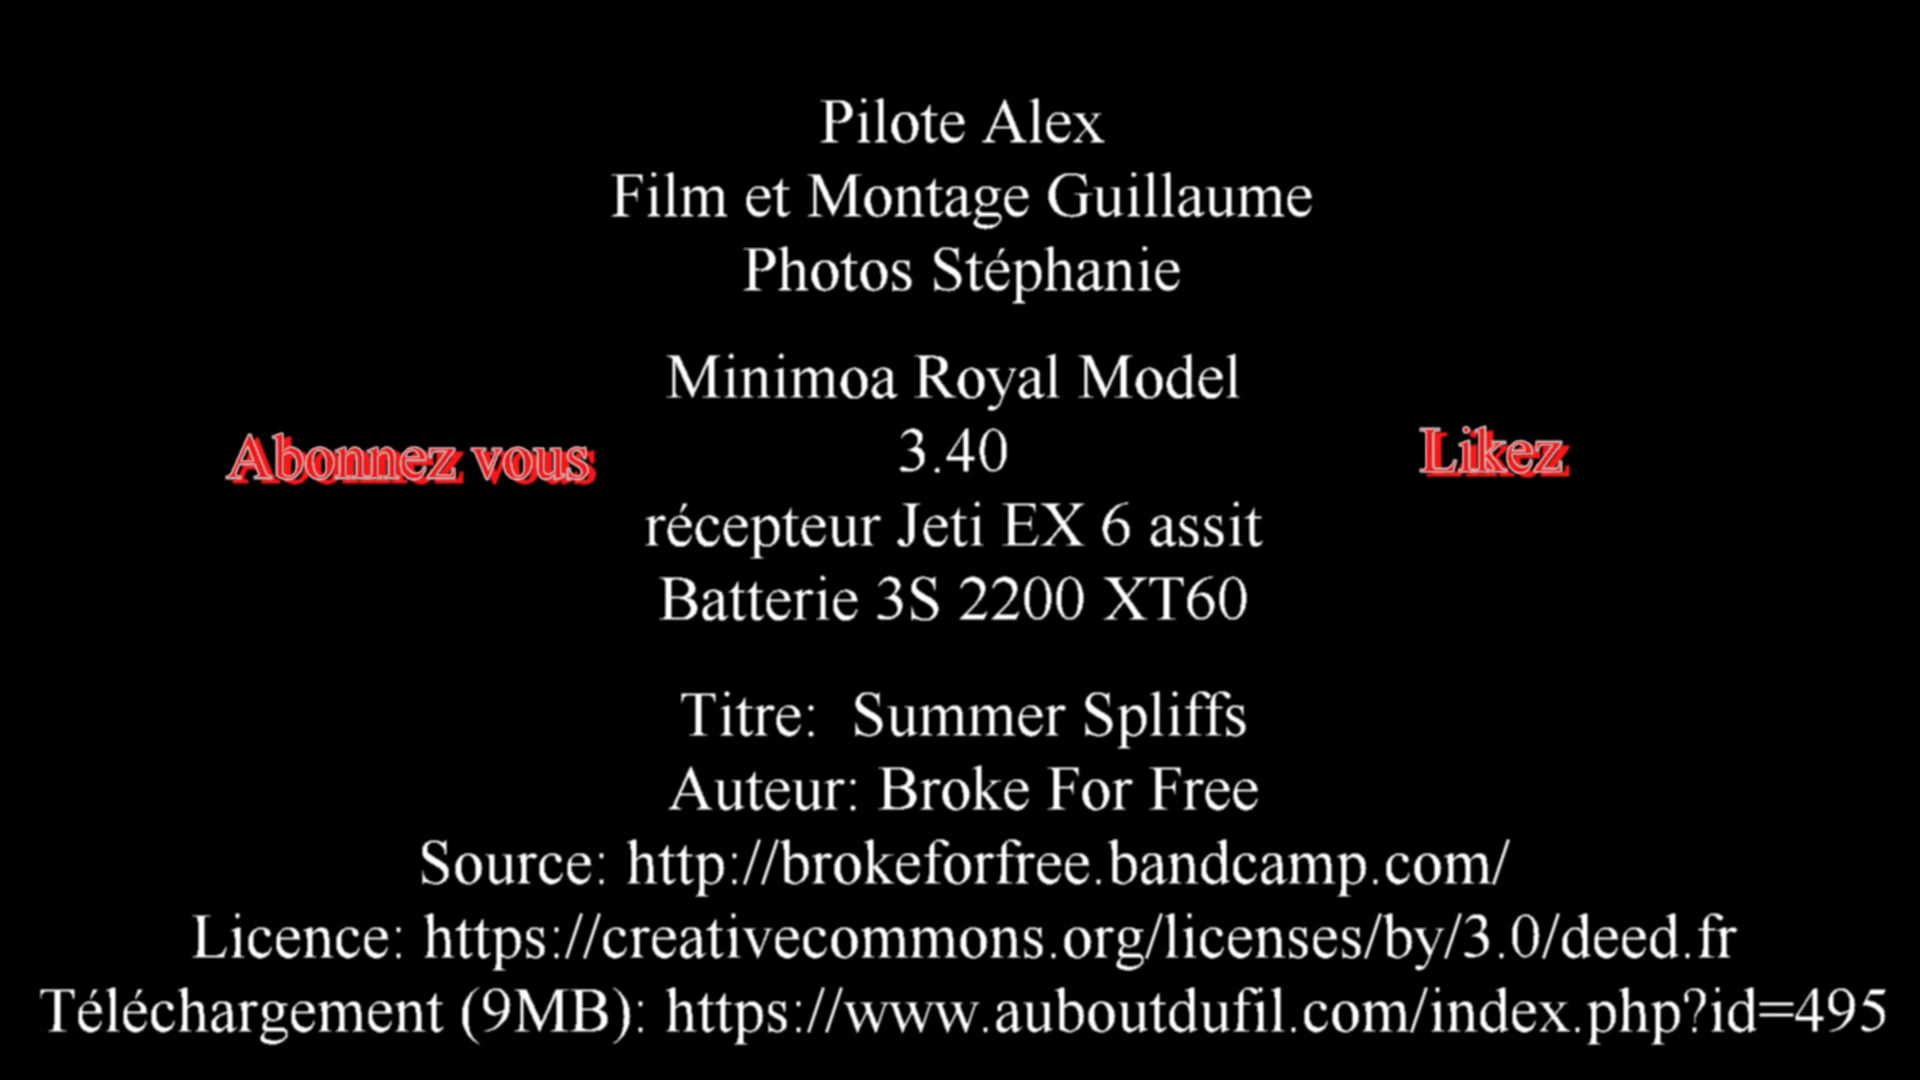 Pilote Alex
Film et Montage Guillaume
Photos Stéphanie
Minimoa Royal Model
3.40
Abonnez vous
Likez
récepteur Jeti EX 6 assit
Batterie 3S 2200 XT60
Titre:  Summer Spliffs
Auteur: Broke For Free
Source: http://brokeforfree.bandcamp.com/
Licence: https://creativecommons.org/licenses/by/3.0/deed.fr
Téléchargement (9MB): https://www.auboutdufil.com/index.php?id=495